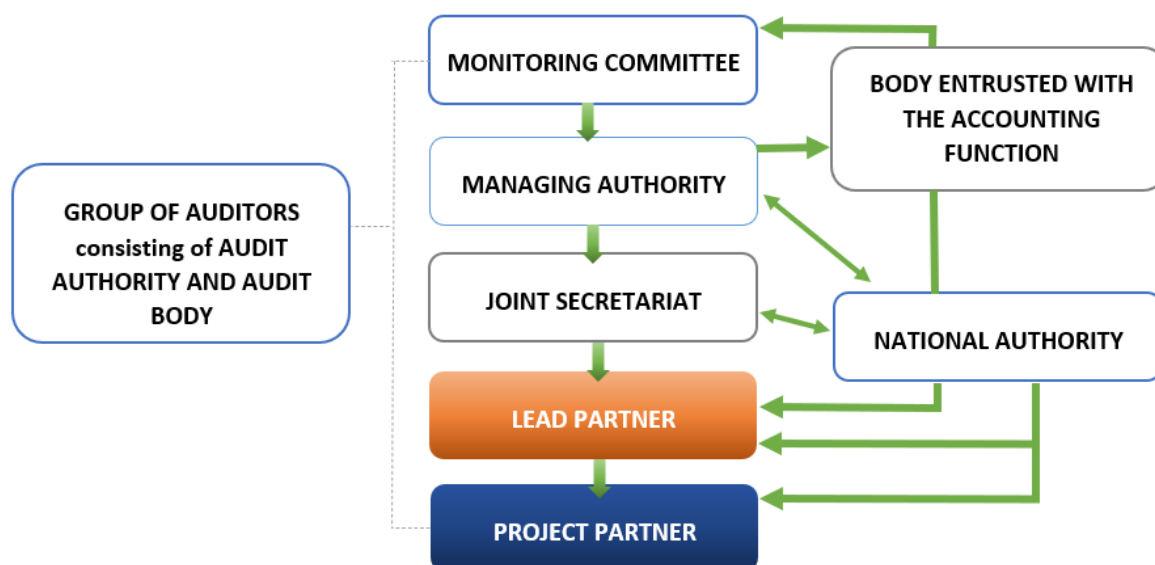 MONITORING COMMITTEE
BODY ENTRUSTED WITH
THE ACCOUNTING
FUNCTION
MANAGING AUTHORITY
GROUP OF AUDITORS
consisting of AUDIT
AUTHORITY AND AUDIT
BODY
JOINT SECRETARIAT
NATIONAL AUTHORITY
LEAD PARTNER
PROJECT PARTNER